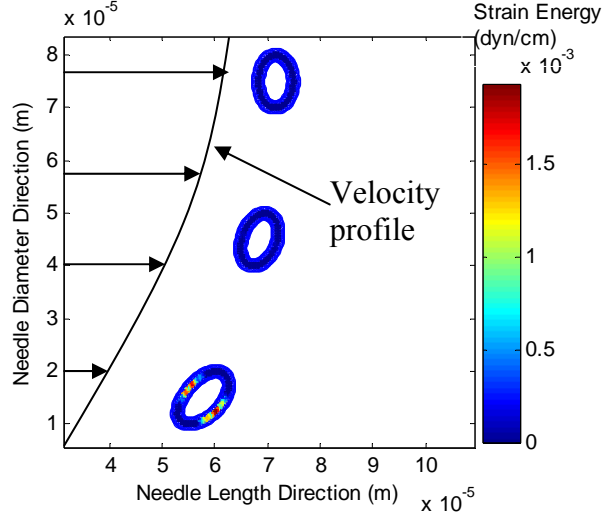 x 10⁻⁵
Strain Energy
(dyn/cm)
x 10⁻³
8
7
6
5
4
3
2
1
Needle Diameter Direction (m)
Velocity
profile
1.5
1
0.5
0
4 5 6 7 8 9 10
Needle Length Direction (m)
x 10⁻⁵